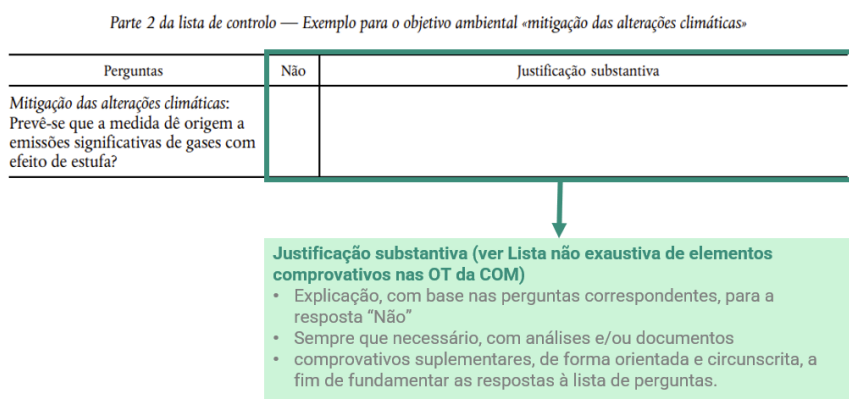 Parte 2 da lista de controlo — Exemplo para o objetivo ambiental «mitigação das alterações climáticas»
Perguntas Não Justificação substantiva
Mitigação das alterações climáticas:
Prevê-se que a medida dê origem a
emissões significativas de gases com
efeito de estufa?
Justificação substantiva (ver Lista não exaustiva de elementos
comprovativos nas OT da COM)
• Explicação, com base nas perguntas correspondentes, para a
resposta “Não”
• Sempre que necessário, com análises e/ou documentos
• comprovativos suplementares, de forma orientada e circunscrita, a
fim de fundamentar as respostas à lista de perguntas.